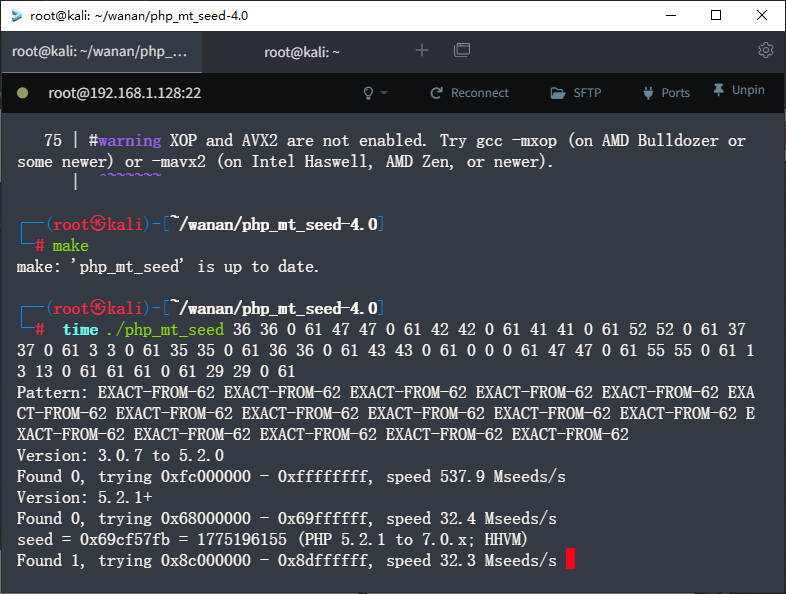 root@kali: ~/wanan/php_mt_seed-4.0
root@kali: ~/wanan/php_... root@kali: ~
root@192.168.1.128:22 Reconnect SFTP Ports Unpin
75 | #warning XOP and AVX2 are not enabled. Try gcc -mxop (on AMD Bulldozer or
some newer) or -mavx2 (on Intel Haswell, AMD Zen, or newer).
| ^~~~~~~
┌──(root㉿kali)-[~/wanan/php_mt_seed-4.0]
└─# make
make: 'php_mt_seed' is up to date.
┌──(root㉿kali)-[~/wanan/php_mt_seed-4.0]
└─# time ./php_mt_seed 36 36 0 61 47 47 0 61 42 42 0 61 41 41 0 61 52 52 0 61 37
37 0 61 3 3 0 61 35 35 0 61 36 36 0 61 43 43 0 61 0 0 0 61 47 47 0 61 55 55 0 61 1
3 13 0 61 61 61 0 61 29 29 0 61
Pattern: EXACT-FROM-62 EXACT-FROM-62 EXACT-FROM-62 EXACT-FROM-62 EXACT-FROM-62 EXA
CT-FROM-62 EXACT-FROM-62 EXACT-FROM-62 EXACT-FROM-62 EXACT-FROM-62 EXACT-FROM-62 E
XACT-FROM-62 EXACT-FROM-62 EXACT-FROM-62 EXACT-FROM-62 EXACT-FROM-62
Version: 3.0.7 to 5.2.0
Found 0, trying 0xfc000000 - 0xffffffff, speed 537.9 Mseeds/s
Version: 5.2.1+
Found 0, trying 0x68000000 - 0x69ffffff, speed 32.4 Mseeds/s
seed = 0x69cf57fb = 1775196155 (PHP 5.2.1 to 7.0.x; HHVM)
Found 1, trying 0x8c000000 - 0x8dffffff, speed 32.3 Mseeds/s